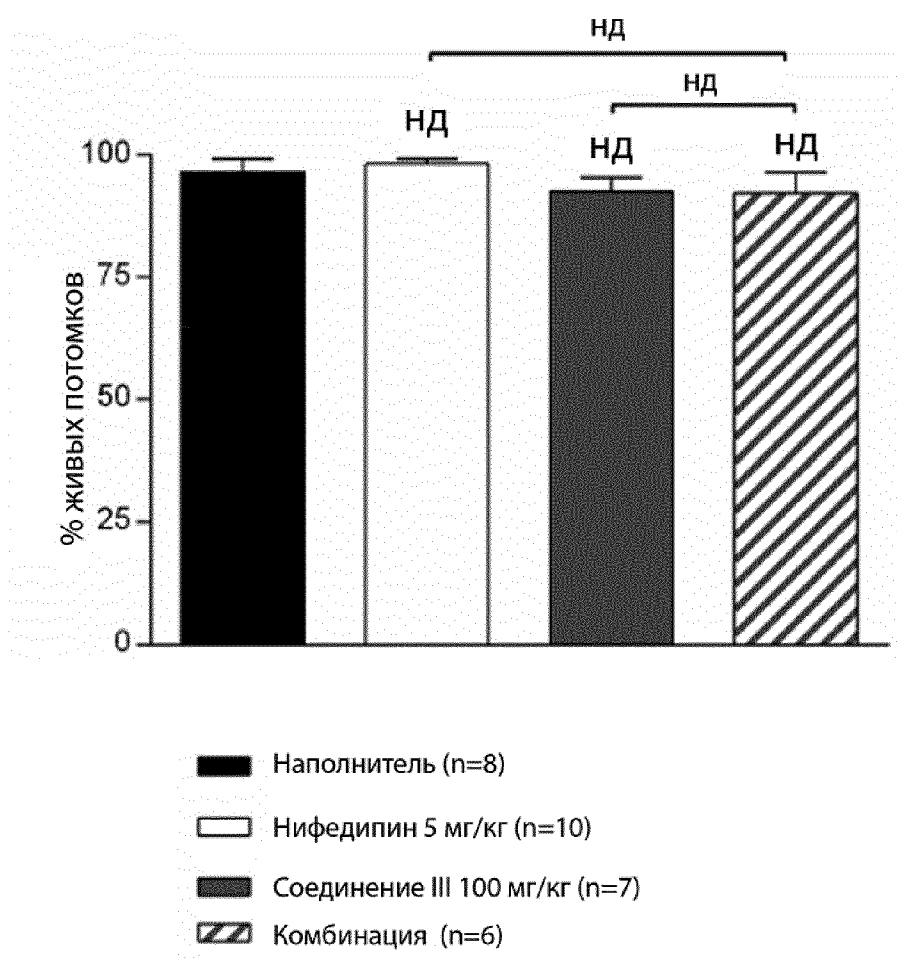 НД
НД
НД
НД
НД
100
75
50
25
0
% живых потомков
Наполнитель (n=8)
Нифедипин 5 мг/кг (n=10)
Соединение III 100 мг/кг (n=7)
Комбинация (n=6)